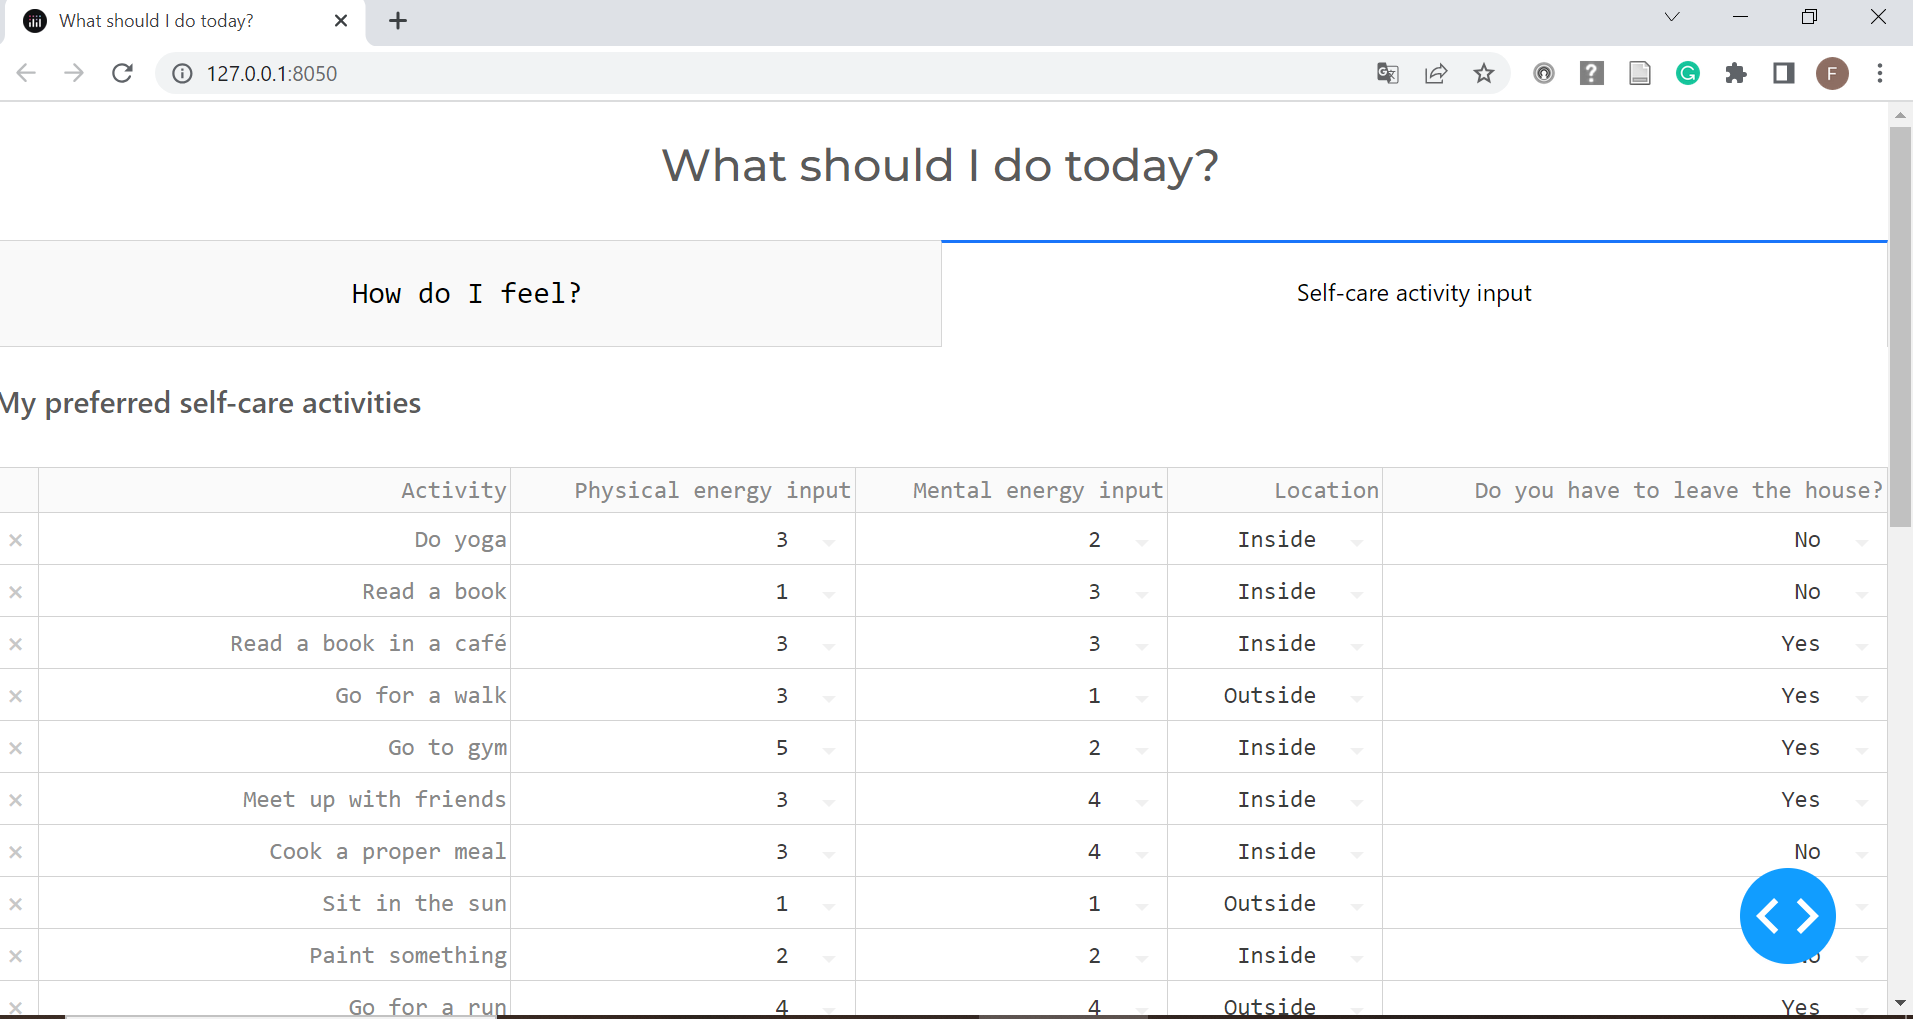 What should I do today?
127.0.0.1:8050
F
What should I do today?
How do I feel?
Self-care activity input
My preferred self-care activities
Activity Physical energy input Mental energy input Location Do you have to leave the house?
Do yoga 3 2 Inside No
Read a book 1 3 Inside No
Read a book in a café 3 3 Inside Yes
Go for a walk 3 1 Outside Yes
Go to gym 5 2 Inside Yes
Meet up with friends 3 4 Inside Yes
Cook a proper meal 3 4 Inside No
Sit in the sun 1 1 Outside
Paint something 2 2 Inside
Go for a run 4 4 Outside Yes